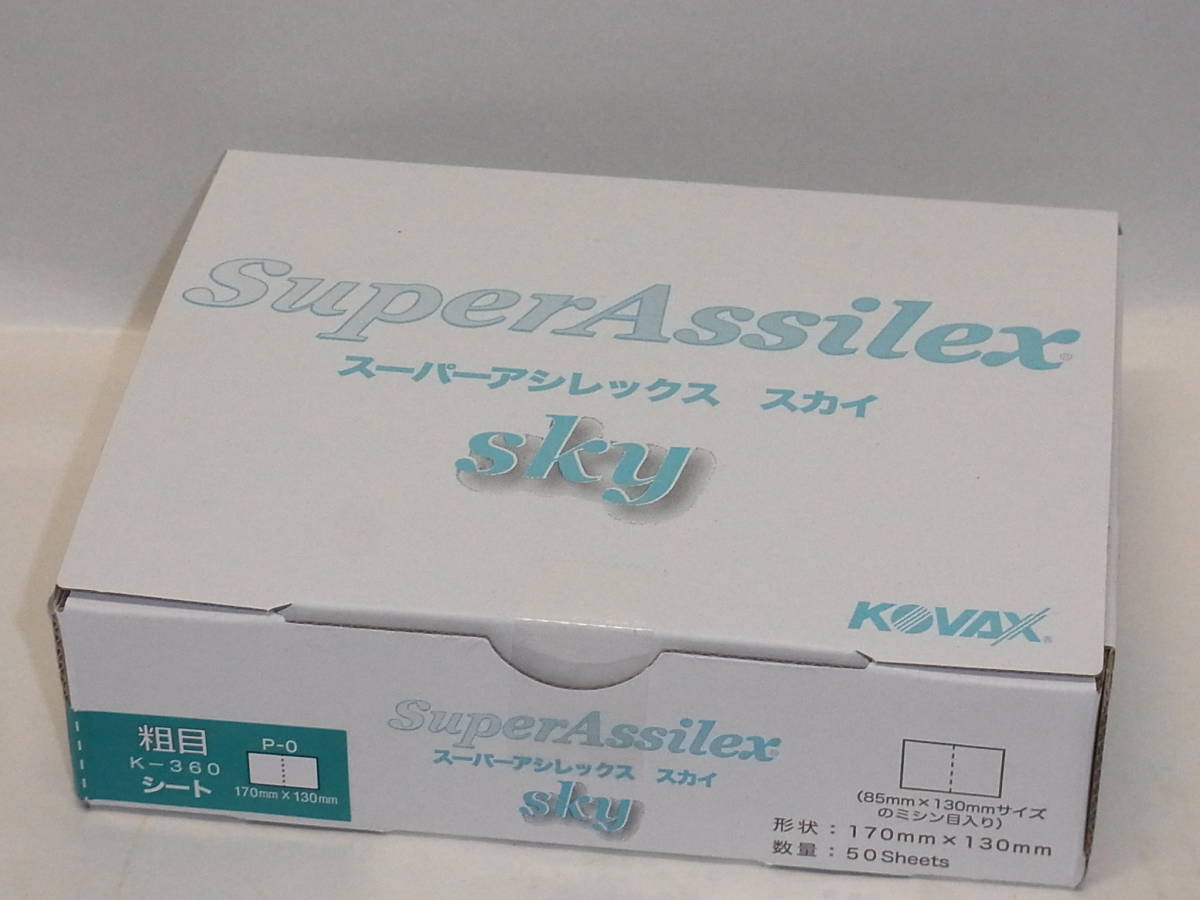 SuperAssilex®
スーパーアシレックス スカイ
sky
KOVAX®
粗目
K-360
シート
P-0
170mm×130mm
SuperAssilex
スーパーアシレックス スカイ
sky
(85mm×130mmサイズ
のミシン目入り)
形状：170mm×130mm
数量：50Sheets